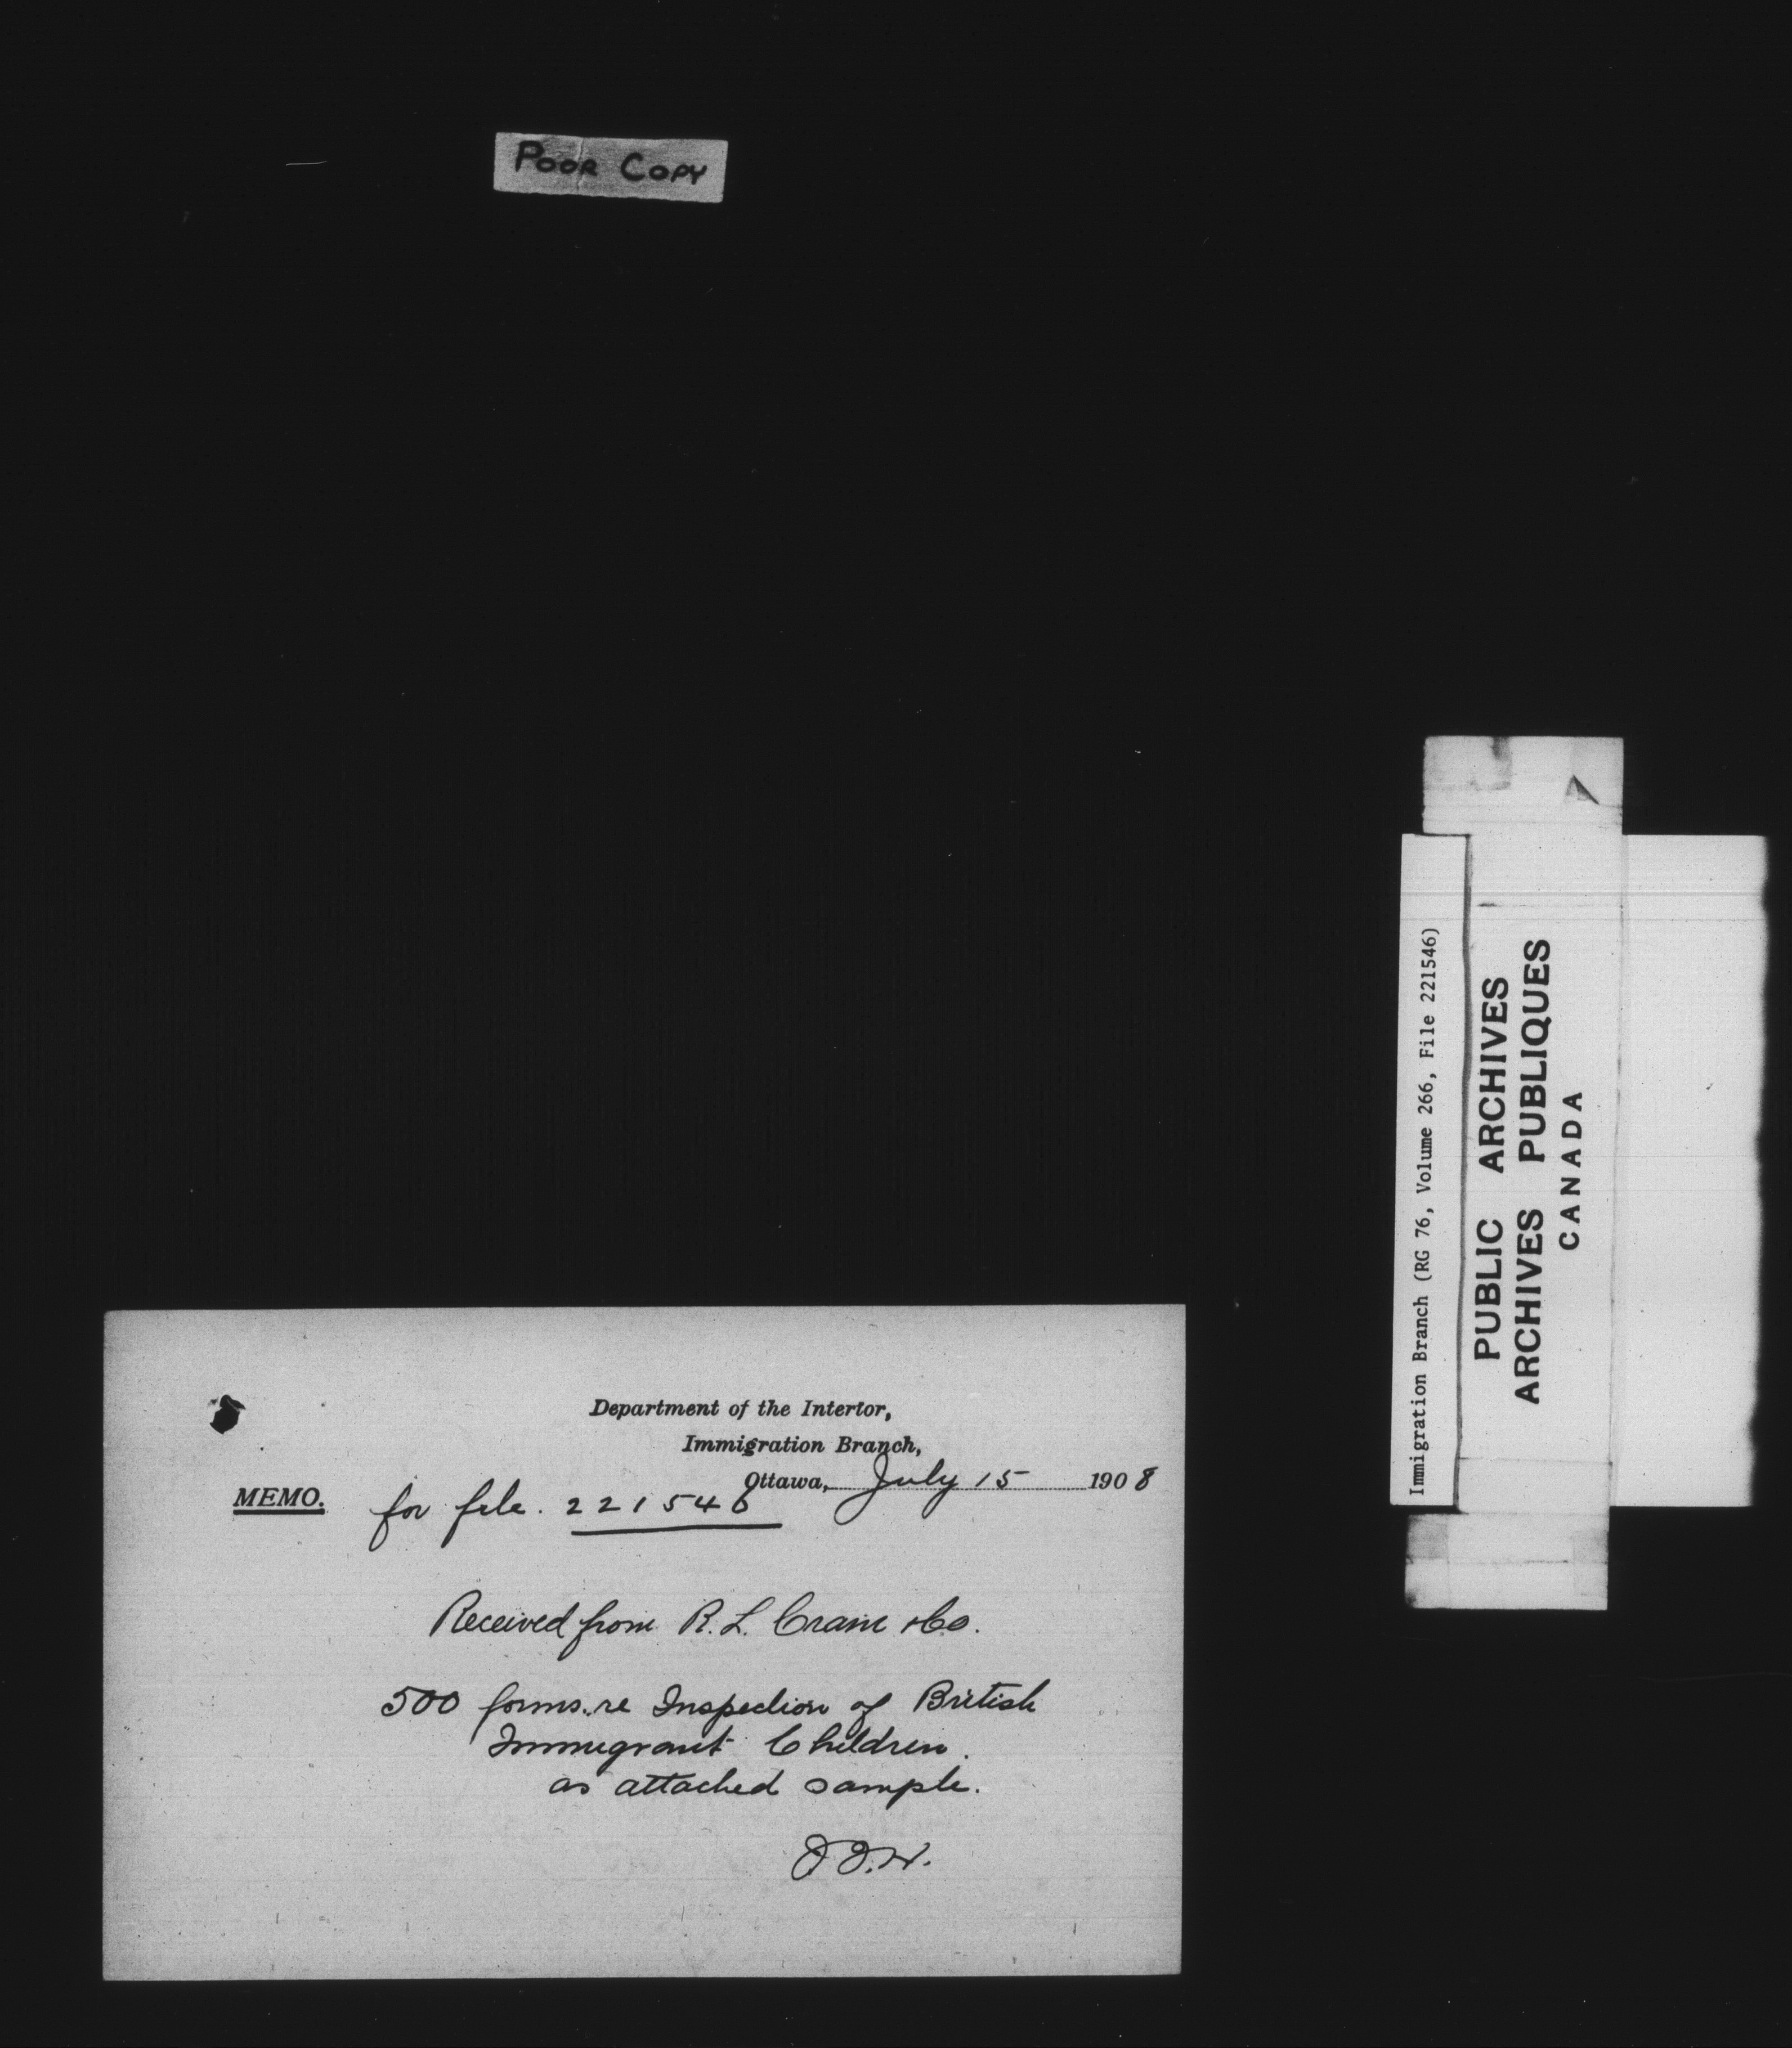 POOR COPY
Department of the Interior,
Immigration Branch,
Ottawa, July 15 1908
MEMO. for file. 221546
Received from R. L. Crain & Co.
500 forms. re Inspection of British
Immigrant Children.
as attached sample.
Immigration Branch (RG 76, Volume 266, File 221546)
PUBLIC ARCHIVES
ARCHIVES PUBLIQUES
CANADA